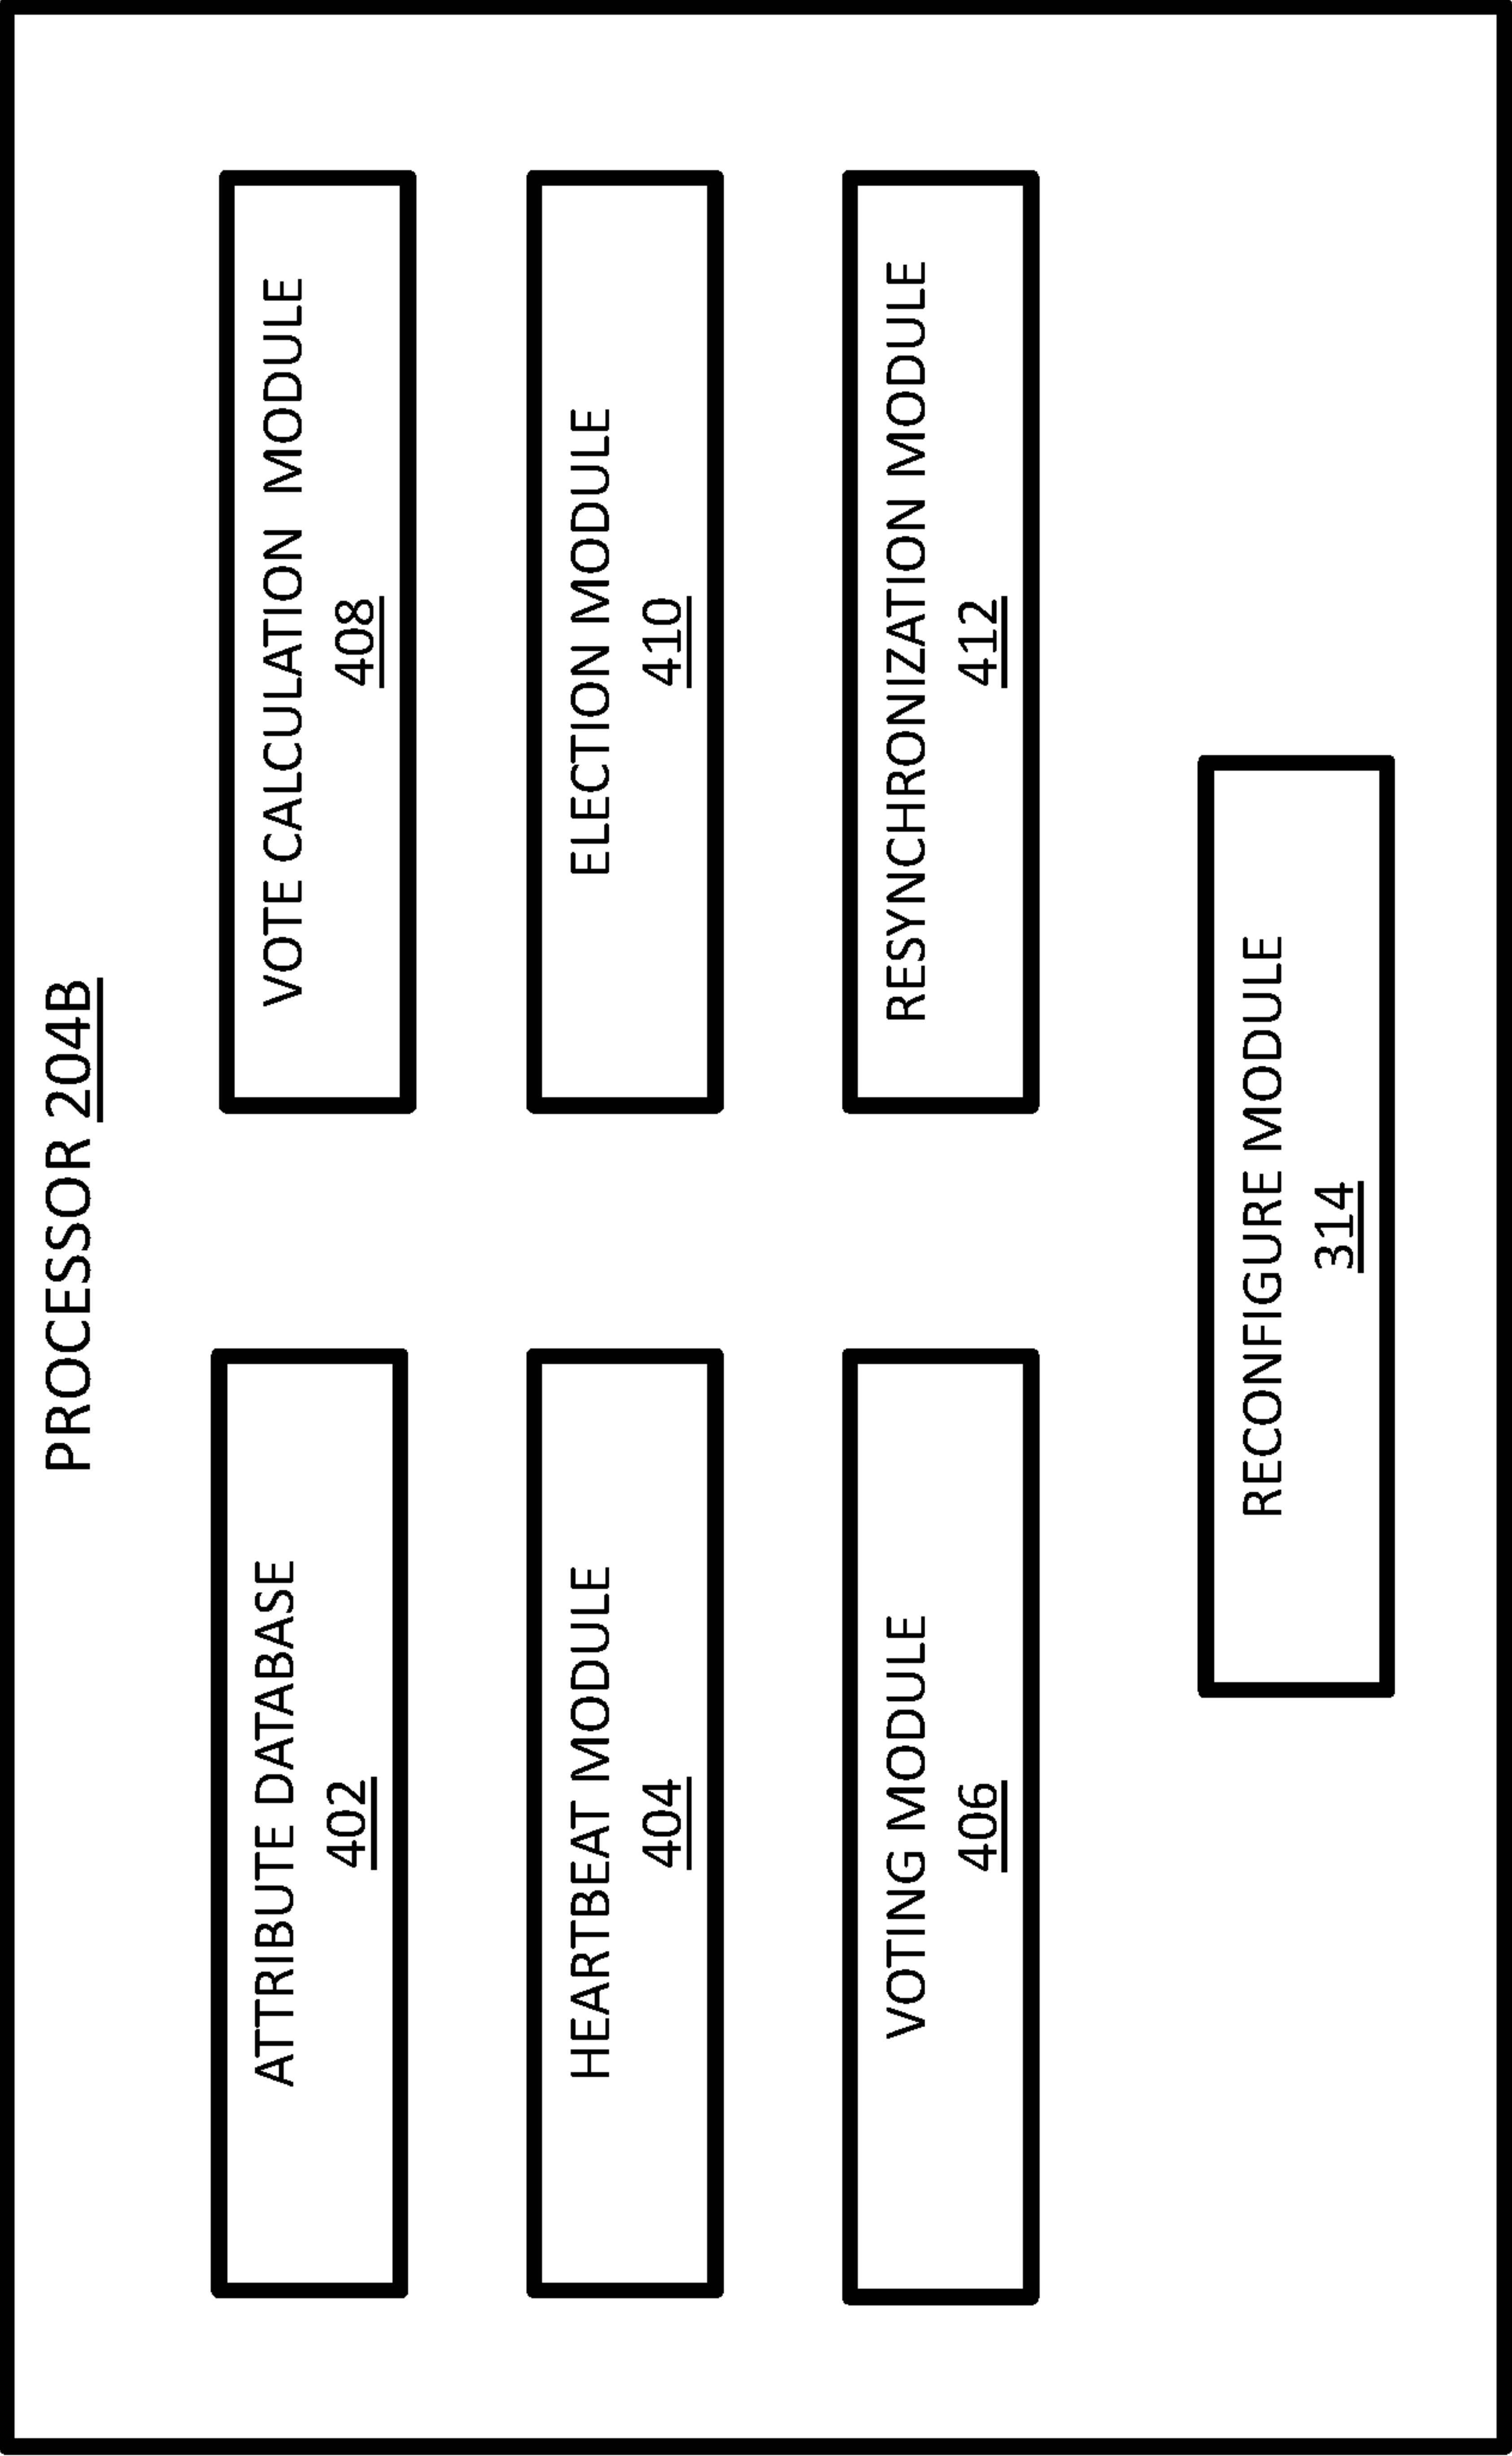 PROCESSOR 204B
ATTRIBUTE DATABASE
402
VOTE CALCULATION MODULE
408
HEARTBEAT MODULE
404
ELECTION MODULE
410
VOTING MODULE
406
RESYNCHRONIZATION MODULE
412
RECONFIGURE MODULE
314